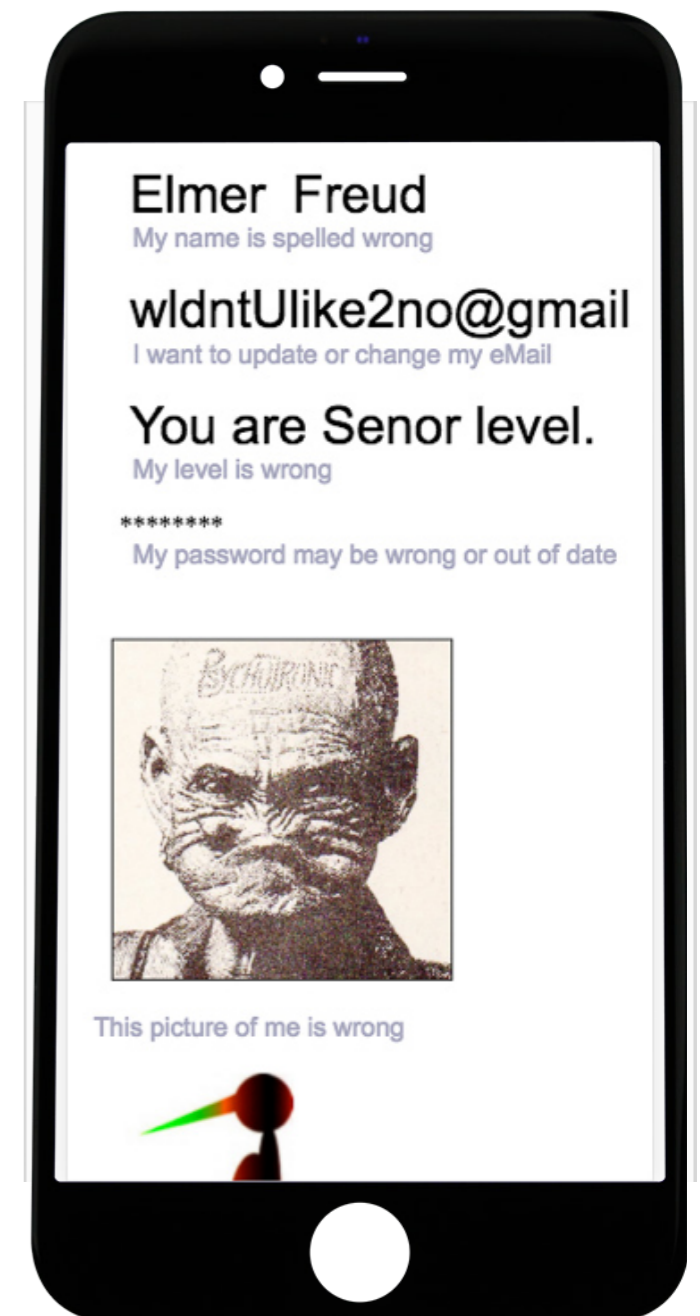 Elmer  Freud
My name is spelled wrong
wldntUlike2no@gmail
I want to update or change my eMail
You are Senor level.
My level is wrong
********
My password may be wrong or out of date
PSYCHOTRONIC
This picture of me is wrong